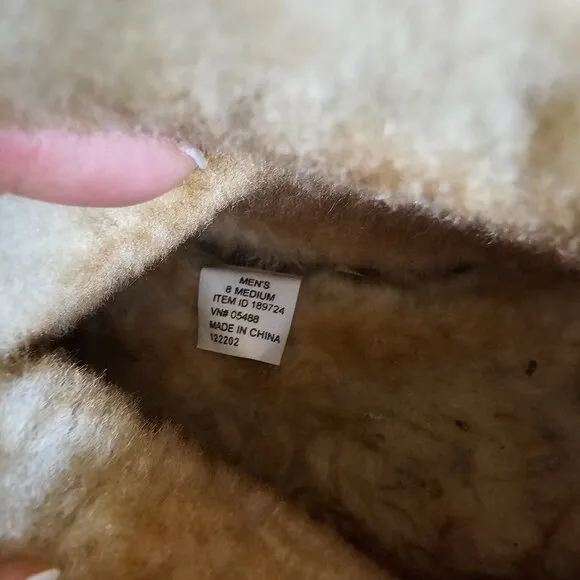 MEN'S
8 MEDIUM
ITEM ID 189724
VN# 05488
MADE IN CHINA
122202